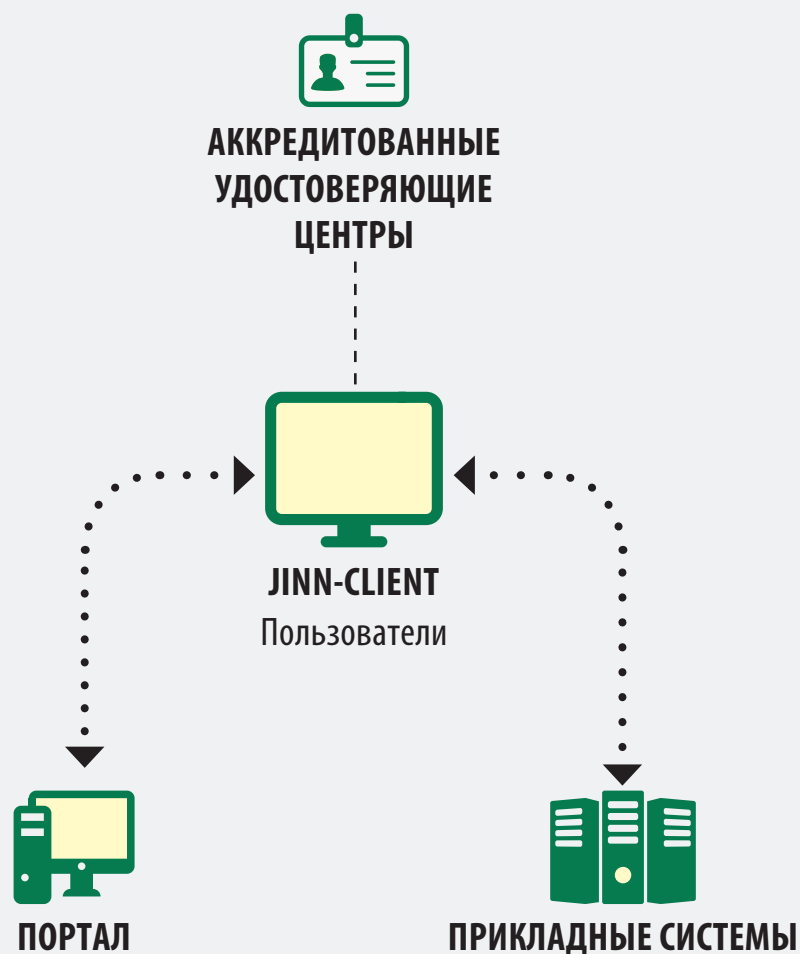 АККРЕДИТОВАННЫЕ
УДОСТОВЕРЯЮЩИЕ
ЦЕНТРЫ
JINN-CLIENT
Пользователи
ПОРТАЛ
ПРИКЛАДНЫЕ СИСТЕМЫ